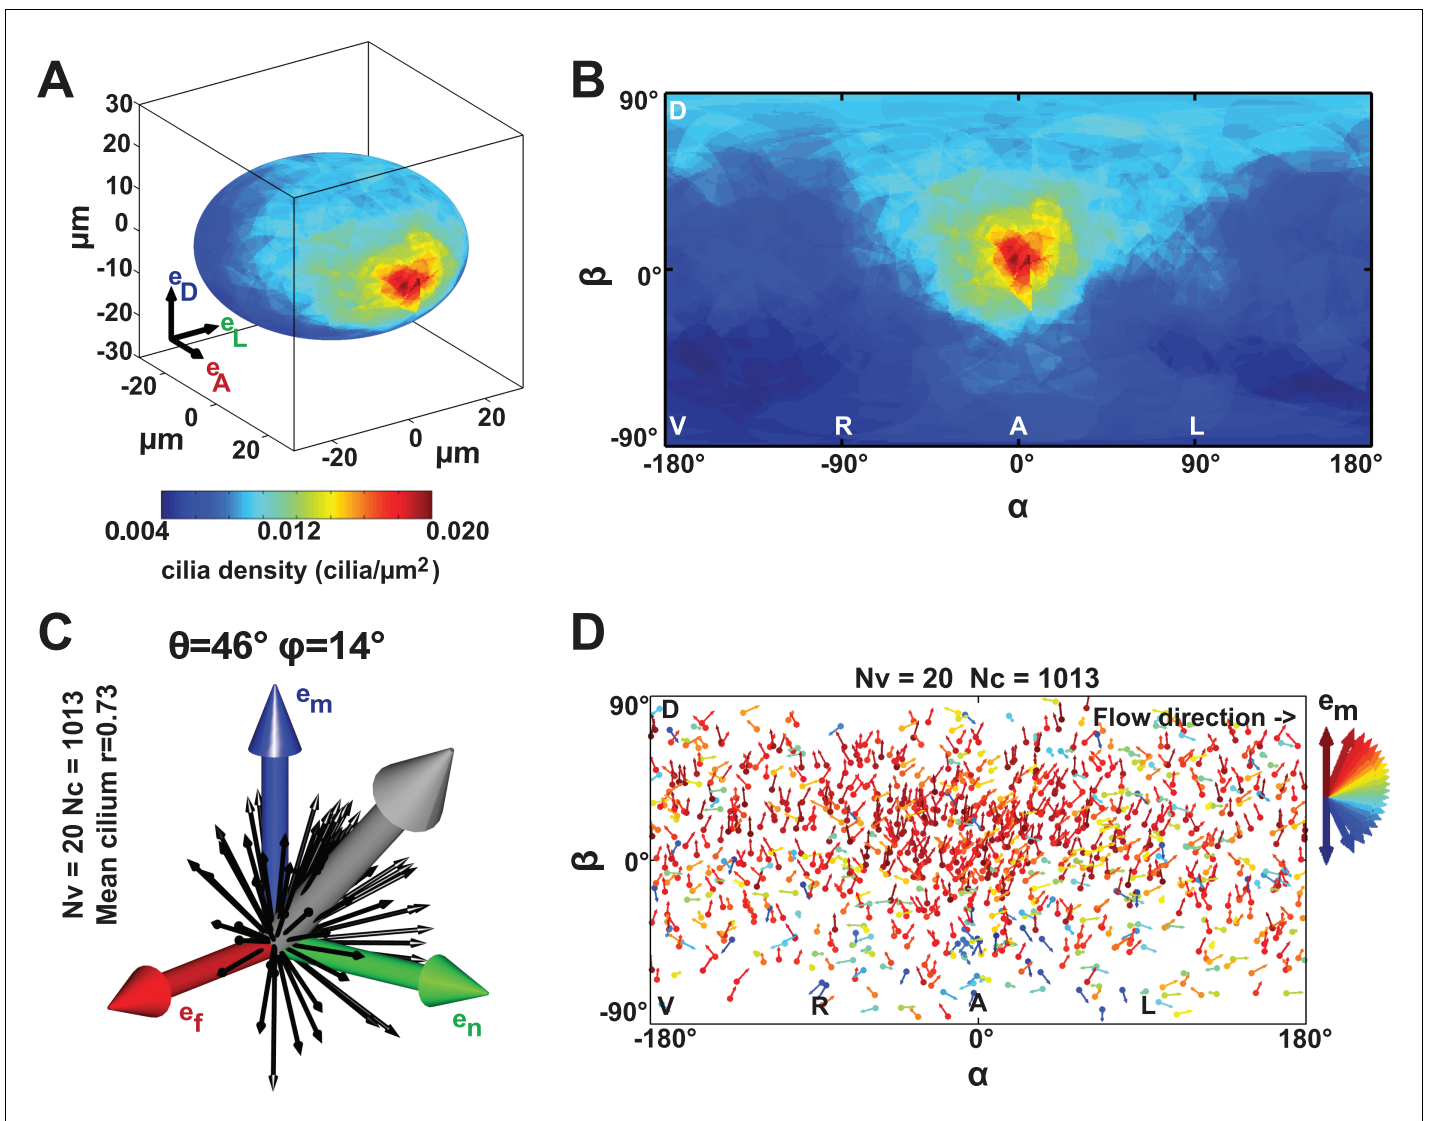 A
30
20
10
0
-10
-20
-30
µm
eD
eL
eA
-20
0
20
µm
-20
0
20
µm
0.004
0.012
0.020
cilia density (cilia/µm²)
B
90°
0°
-90°
β
D
V
R
A
L
-180°
-90°
0°
90°
180°
α
C
θ=46° φ=14°
Nv = 20 Nc = 1013
Mean cilium r=0.73
em
ef
en
D
Nv = 20 Nc = 1013
90°
0°
-90°
β
D
Flow direction ->
em
V
R
A
L
-180°
0°
180°
α